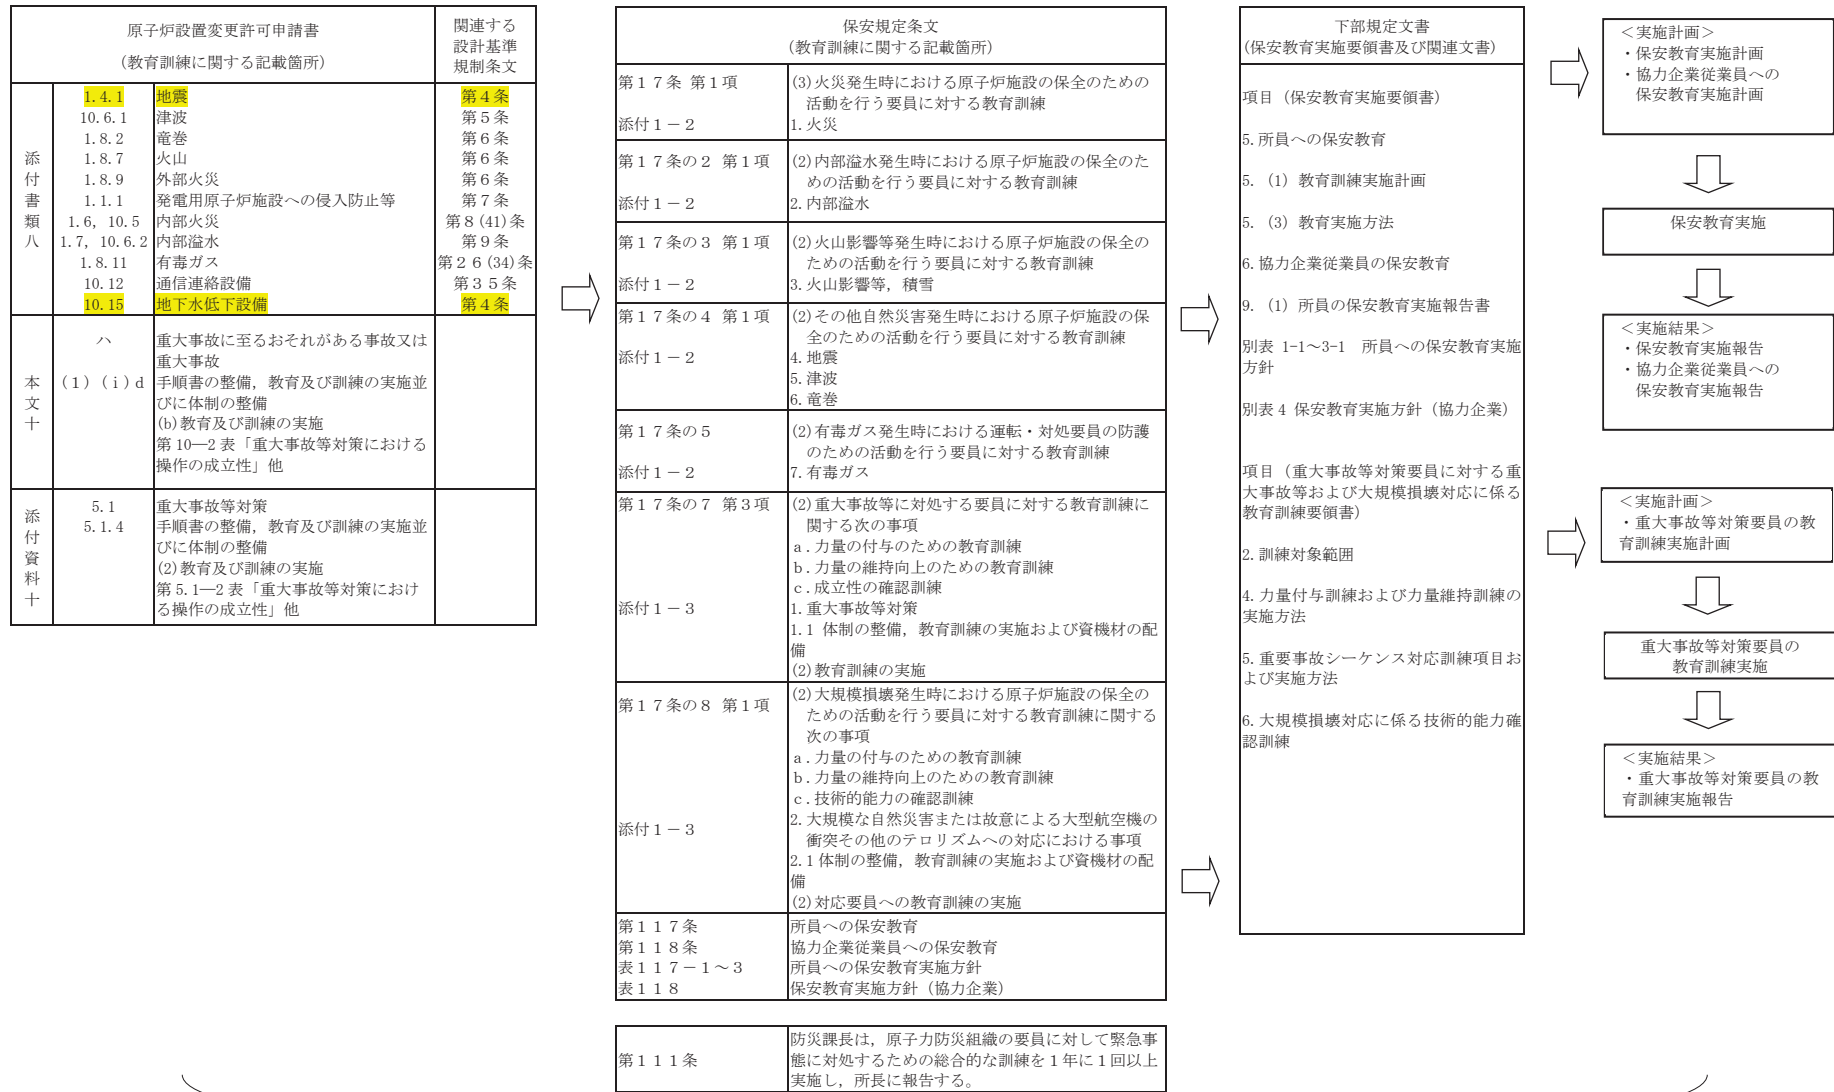 原子炉設置変更許可申請書
(教育訓練に関する記載箇所)
関連する
設計基準
規制条文
添付書類八
1.4.1 地震 第４条
10.6.1 津波 第５条
1.8.2 竜巻 第６条
1.8.7 火山 第６条
1.8.9 外部火災 第６条
1.1.1 発電用原子炉施設への侵入防止等 第７条
1.6, 10.5 内部火災 第８(41)条
1.7, 10.6.2 内部溢水 第９条
1.8.11 有毒ガス 第２６(34)条
10.12 通信連絡設備 第３５条
10.15 地下水低下設備 第４条
本文十
ハ 重大事故に至るおそれがある事故又は
重大事故
(1) (i)d 手順書の整備，教育及び訓練の実施並
びに体制の整備
(b)教育及び訓練の実施
第10―2表「重大事故等対策における
操作の成立性」他
添付資料十
5.1 重大事故等対策
5.1.4 手順書の整備，教育及び訓練の実施並
びに体制の整備
(2)教育及び訓練の実施
第5.1―2表「重大事故等対策におけ
る操作の成立性」他
保安規定条文
(教育訓練に関する記載箇所)
第１７条 第１項 (3)火災発生時における原子炉施設の保全のための
活動を行う要員に対する教育訓練
添付１－２ 1.火災
第１７条の２ 第１項 (2)内部溢水発生時における原子炉施設の保全のた
めの活動を行う要員に対する教育訓練
添付１－２ 2.内部溢水
第１７条の３ 第１項 (2)火山影響等発生時における原子炉施設の保全の
ための活動を行う要員に対する教育訓練
添付１－２ 3.火山影響等，積雪
第１７条の４ 第１項 (2)その他自然災害発生時における原子炉施設の保
全のための活動を行う要員に対する教育訓練
添付１－２ 4.地震
5.津波
6.竜巻
第１７条の５ (2)有毒ガス発生時における運転・対処要員の防護
のための活動を行う要員に対する教育訓練
添付１－２ 7.有毒ガス
第１７条の７ 第３項 (2)重大事故等に対処する要員に対する教育訓練に
関する次の事項
ａ.力量の付与のための教育訓練
ｂ.力量の維持向上のための教育訓練
ｃ.成立性の確認訓練
添付１－３ 1.重大事故等対策
1.1 体制の整備，教育訓練の実施および資機材の配
備
(2)教育訓練の実施
第１７条の８ 第１項 (2)大規模損壊発生時における原子炉施設の保全の
ための活動を行う要員に対する教育訓練に関する
次の事項
ａ.力量の付与のための教育訓練
ｂ.力量の維持向上のための教育訓練
ｃ.技術的能力の確認訓練
添付１－３ 2.大規模な自然災害または故意による大型航空機の
衝突その他のテロリズムへの対応における事項
2.1体制の整備，教育訓練の実施および資機材の配
備
(2)対応要員への教育訓練の実施
第１１７条 所員への保安教育
第１１８条 協力企業従業員への保安教育
表１１７－１～３ 所員への保安教育実施方針
表１１８ 保安教育実施方針（協力企業）
第１１１条 防災課長は，原子力防災組織の要員に対して緊急事
態に対処するための総合的な訓練を１年に１回以上
実施し，所長に報告する。
下部規定文書
(保安教育実施要領書及び関連文書)
項目（保安教育実施要領書）
5.所員への保安教育
5.（1）教育訓練実施計画
5.（3）教育実施方法
6.協力企業従業員の保安教育
9.（1）所員の保安教育実施報告書
別表 1-1～3-1 所員への保安教育実施
方針
別表4 保安教育実施方針（協力企業）
項目（重大事故等対策要員に対する重
大事故等および大規模損壊対応に係る
教育訓練要領書）
2.訓練対象範囲
4.力量付与訓練および力量維持訓練の
実施方法
5.重要事故シーケンス対応訓練項目お
よび実施方法
6.大規模損壊対応に係る技術的能力確
認訓練
＜実施計画＞
・保安教育実施計画
・協力企業従業員への
保安教育実施計画
保安教育実施
＜実施結果＞
・保安教育実施報告
・協力企業従業員への
保安教育実施報告
＜実施計画＞
・重大事故等対策要員の教
育訓練実施計画
重大事故等対策要員の
教育訓練実施
＜実施結果＞
・重大事故等対策要員の教
育訓練実施報告